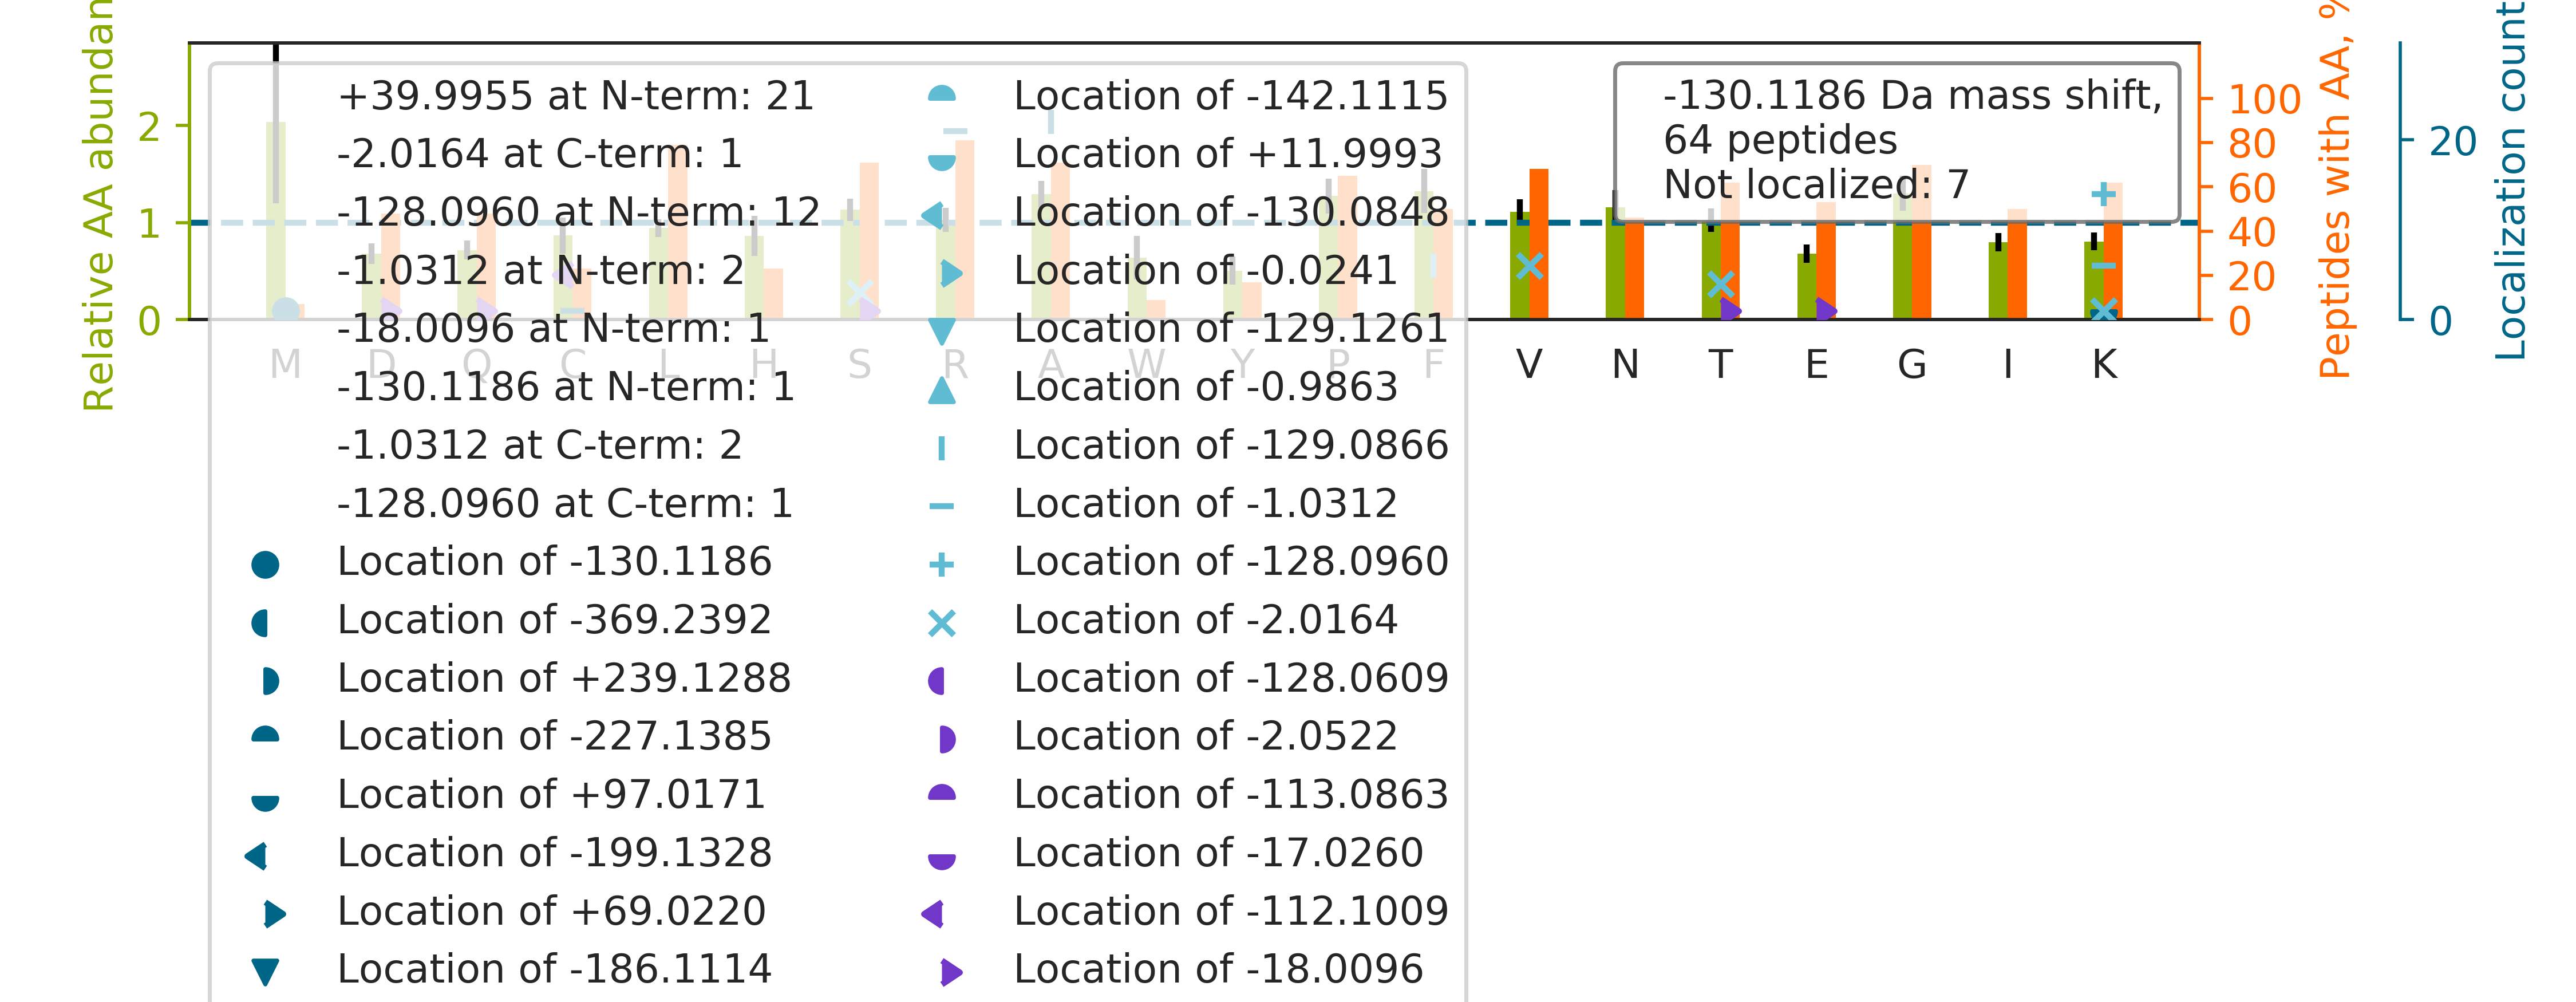 Relative AA abundan
2
1
0
+39.9955 at N-term: 21
-2.0164 at C-term: 1
-128.0960 at N-term: 12
-1.0312 at N-term: 2
-18.0096 at N-term: 1
-130.1186 at N-term: 1
-1.0312 at C-term: 2
-128.0960 at C-term: 1
Location of -130.1186
Location of -369.2392
Location of +239.1288
Location of -227.1385
Location of +97.0171
Location of -199.1328
Location of +69.0220
Location of -186.1114
Location of -142.1115
Location of +11.9993
Location of -130.0848
Location of -0.0241
Location of -129.1261
Location of -0.9863
Location of -129.0866
Location of -1.0312
Location of -128.0960
Location of -2.0164
Location of -128.0609
Location of -2.0522
Location of -113.0863
Location of -17.0260
Location of -112.1009
Location of -18.0096
-130.1186 Da mass shift,
64 peptides
Not localized: 7
M D Q C L H S R A W Y P F V N T E G I K
100
80
60
40
20
0
Peptides with AA, %
20
0
Localization count